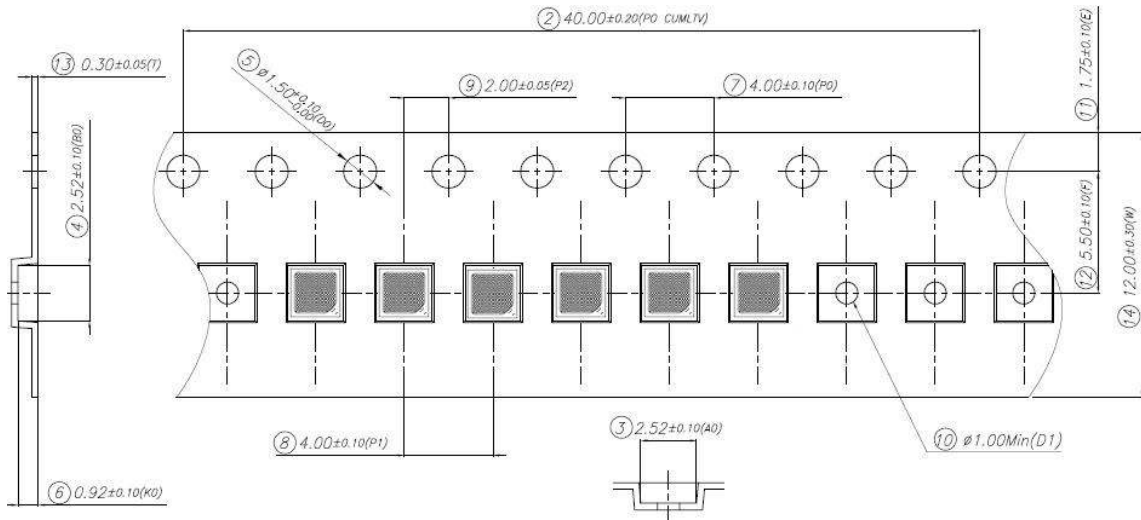 ② 40.00±0.20(PO CUMLTV)
⑬ 0.30±0.05(T)
⑤ ø1.50+0.10-0.00(D0)
⑨ 2.00±0.05(P2)
⑦ 4.00±0.10(P0)
⑪ 1.75±0.10(E)
④ 2.52±0.10(B0)
⑫ 5.50±0.10(F)
⑭ 12.00±0.30(W)
③ 2.52±0.10(A0)
⑧ 4.00±0.10(P1)
⑩ ø1.00Min(D1)
⑥ 0.92±0.10(K0)